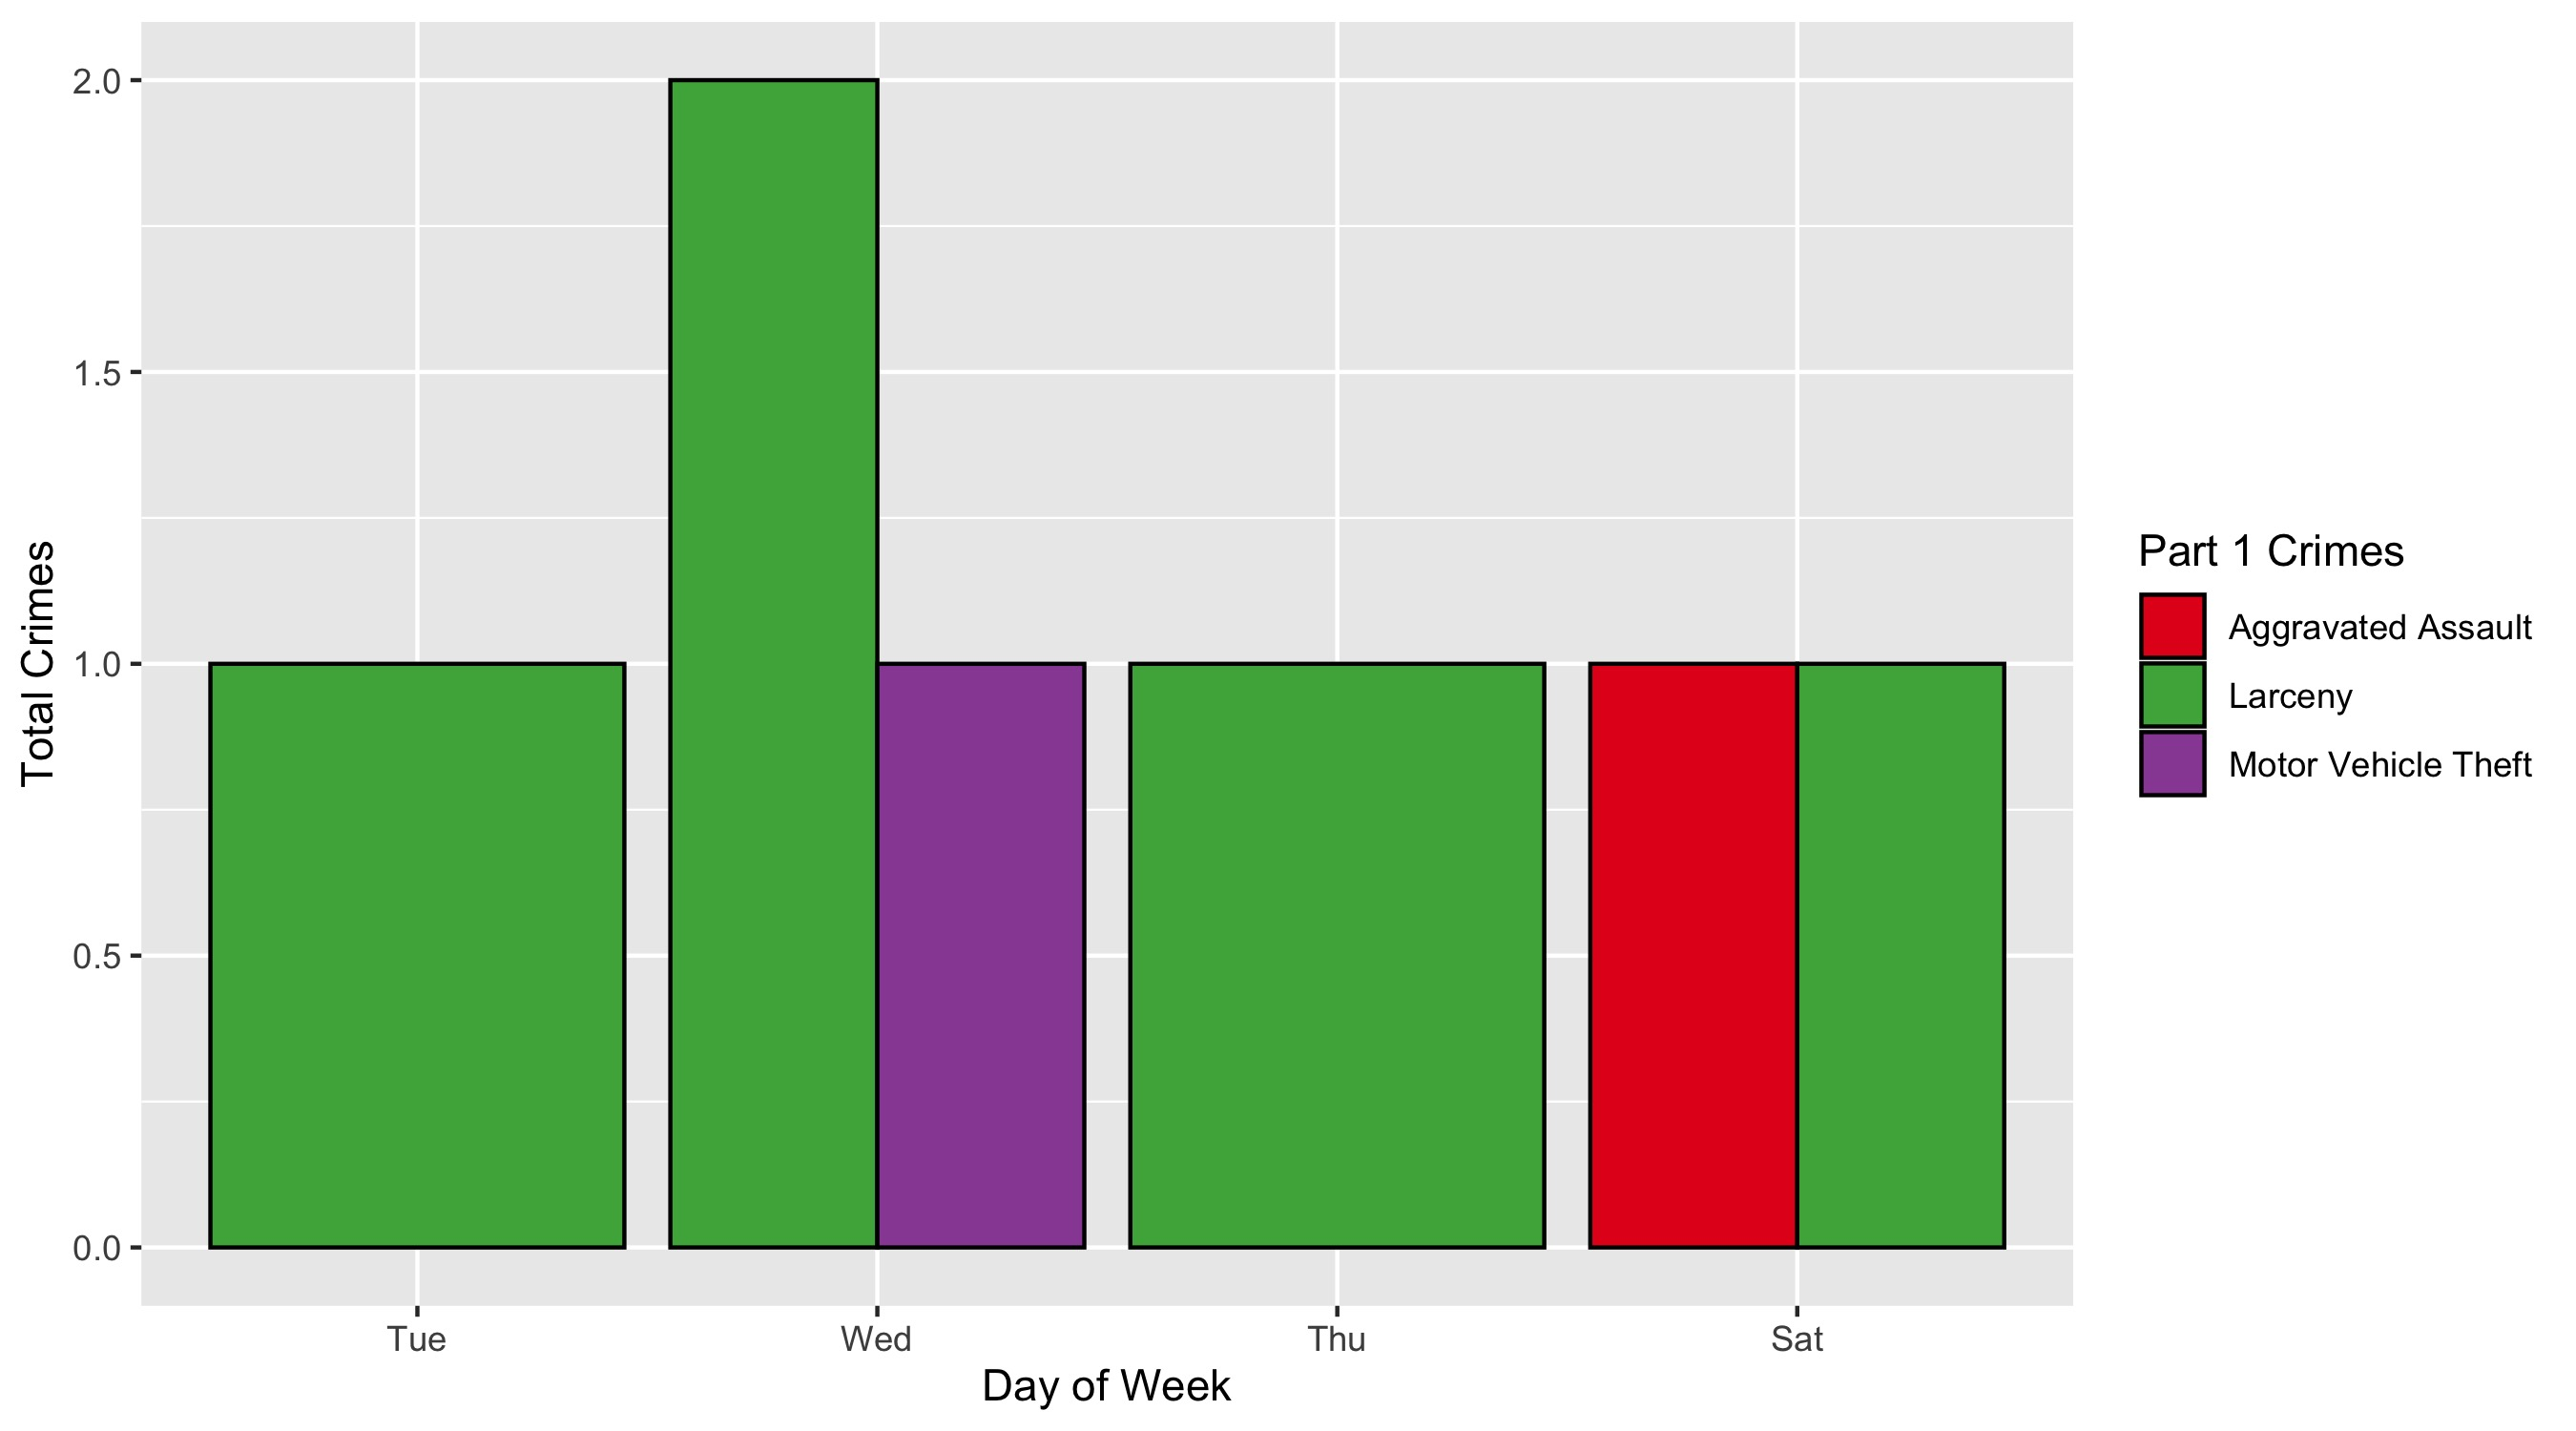 2.0
1.5
1.0
0.5
0.0
Total Crimes
Tue Wed Thu Sat
Day of Week
Part 1 Crimes
Aggravated Assault
Larceny
Motor Vehicle Theft